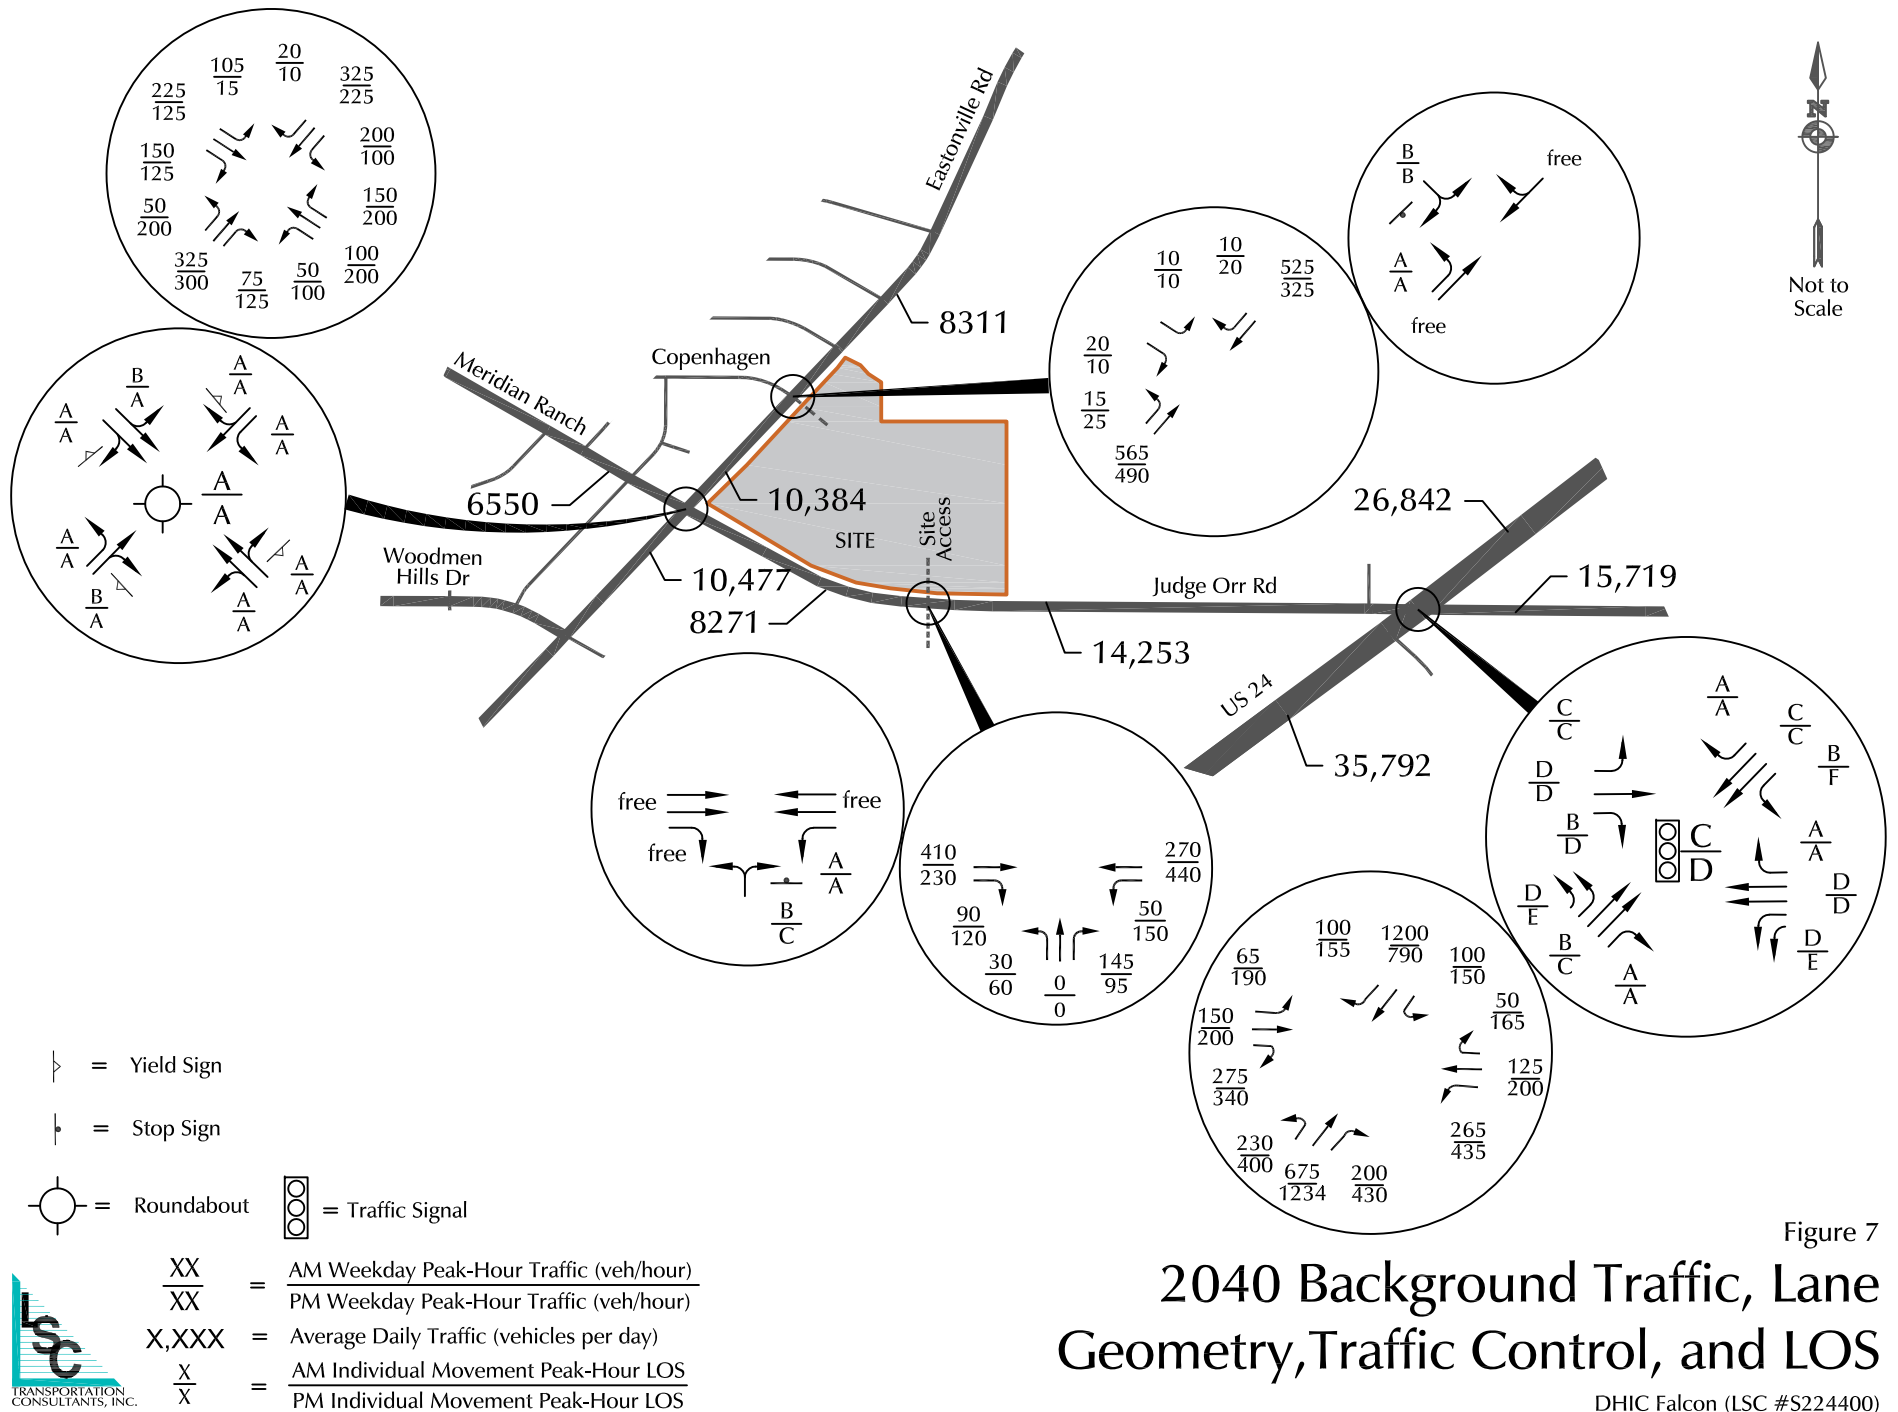 20
10
105
15
325
225
225
125
200
100
150
125
150
200
50
200
100
200
325
300
50
100
75
125
A
A
B
A
A
A
A
A
A
A
A
A
A
A
B
A
A
A
Eastonville Rd
8311
Copenhagen
Meridian Ranch
6550
10,384
SITE
Site
Access
Woodmen
Hills Dr
10,477
8271
14,253
Judge Orr Rd
26,842
15,719
US 24
35,792
10
20
10
10
525
325
20
10
15
25
565
490
B
B
free
A
A
free
N
Not to
Scale
free
free
free
A
A
B
C
410
230
270
440
90
120
50
150
30
60
145
95
0
0
A
A
C
C
C
C
B
F
D
D
B
D
A
A
C
D
D
E
D
D
B
C
D
E
A
A
100
155
1200
790
65
190
100
150
150
200
50
165
275
340
125
200
230
400
265
435
675
1234
200
430
= Yield Sign
= Stop Sign
= Roundabout
= Traffic Signal
XX
XX
=
AM Weekday Peak-Hour Traffic (veh/hour)
PM Weekday Peak-Hour Traffic (veh/hour)
X,XXX = Average Daily Traffic (vehicles per day)
X
X
=
AM Individual Movement Peak-Hour LOS
PM Individual Movement Peak-Hour LOS
LSC
TRANSPORTATION
CONSULTANTS, INC.
Figure 7
2040 Background Traffic, Lane
Geometry,Traffic Control, and LOS
DHIC Falcon (LSC #S224400)